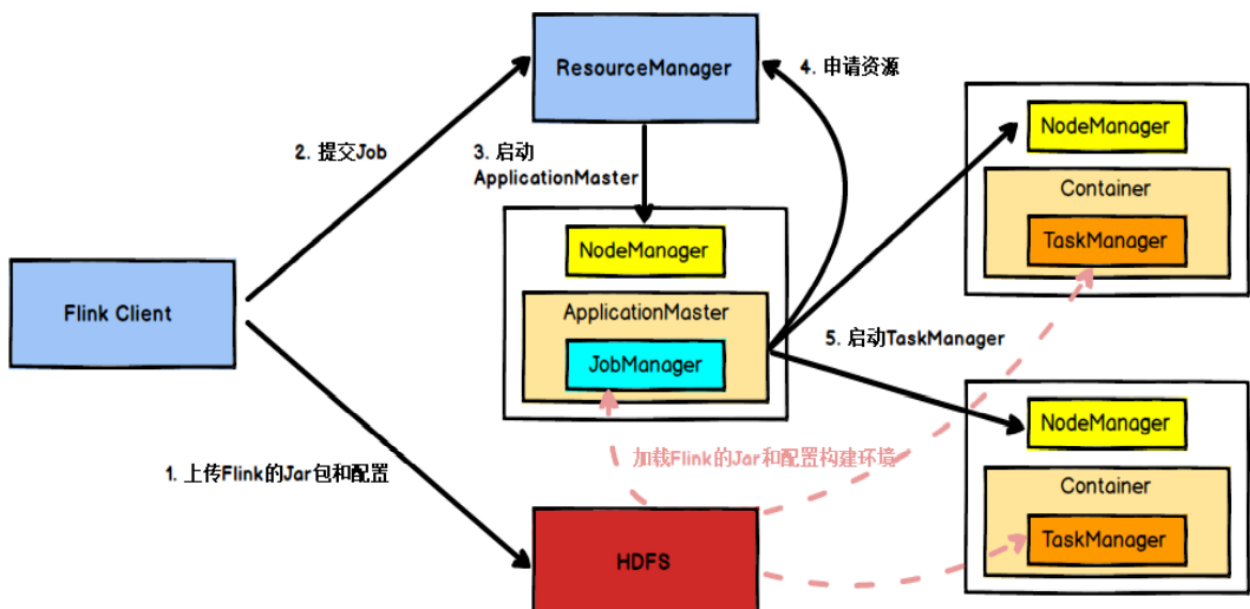 ResourceManager
4. 申请资源
NodeManager
Container
TaskManager
2. 提交Job
3. 启动
ApplicationMaster
NodeManager
ApplicationMaster
JobManager
Flink Client
5. 启动TaskManager
NodeManager
Container
TaskManager
加载Flink的Jar和配置构建环境
1. 上传Flink的Jar包和配置
HDFS